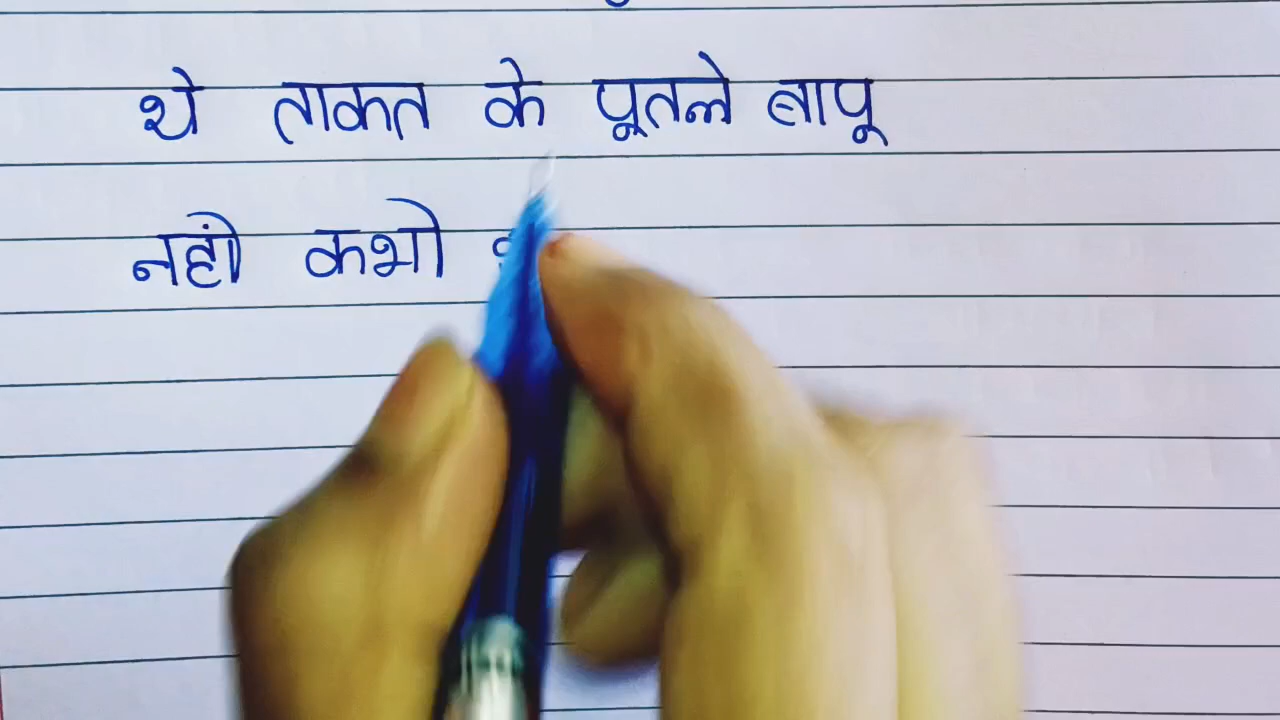 थे ताकत के पूतले बापू
नहीं कभी